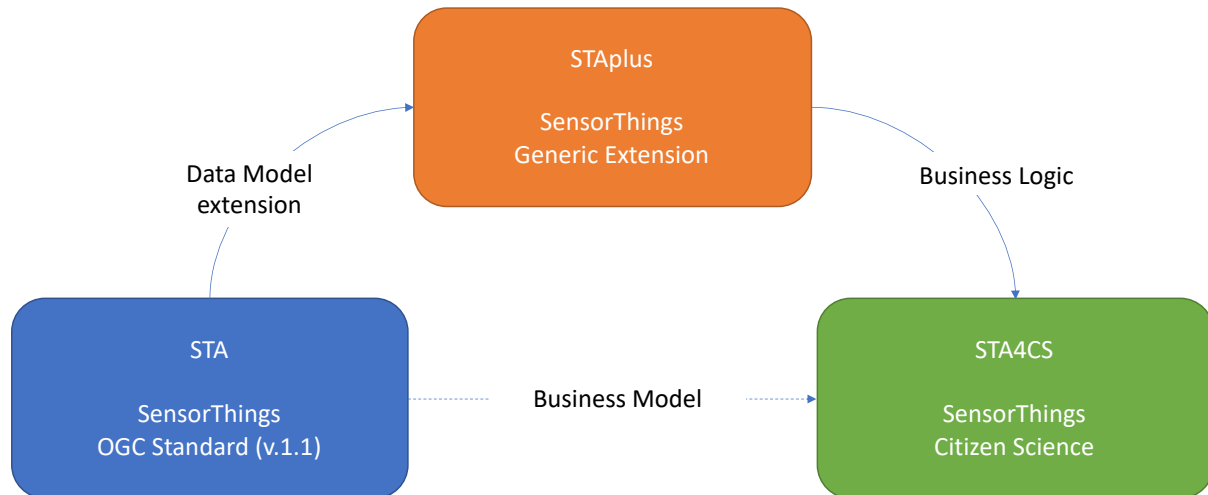 STAplus
SensorThings
Generic Extension
Data Model
extension
Business Logic
STA
SensorThings
OGC Standard (v.1.1)
Business Model
STA4CS
SensorThings
Citizen Science